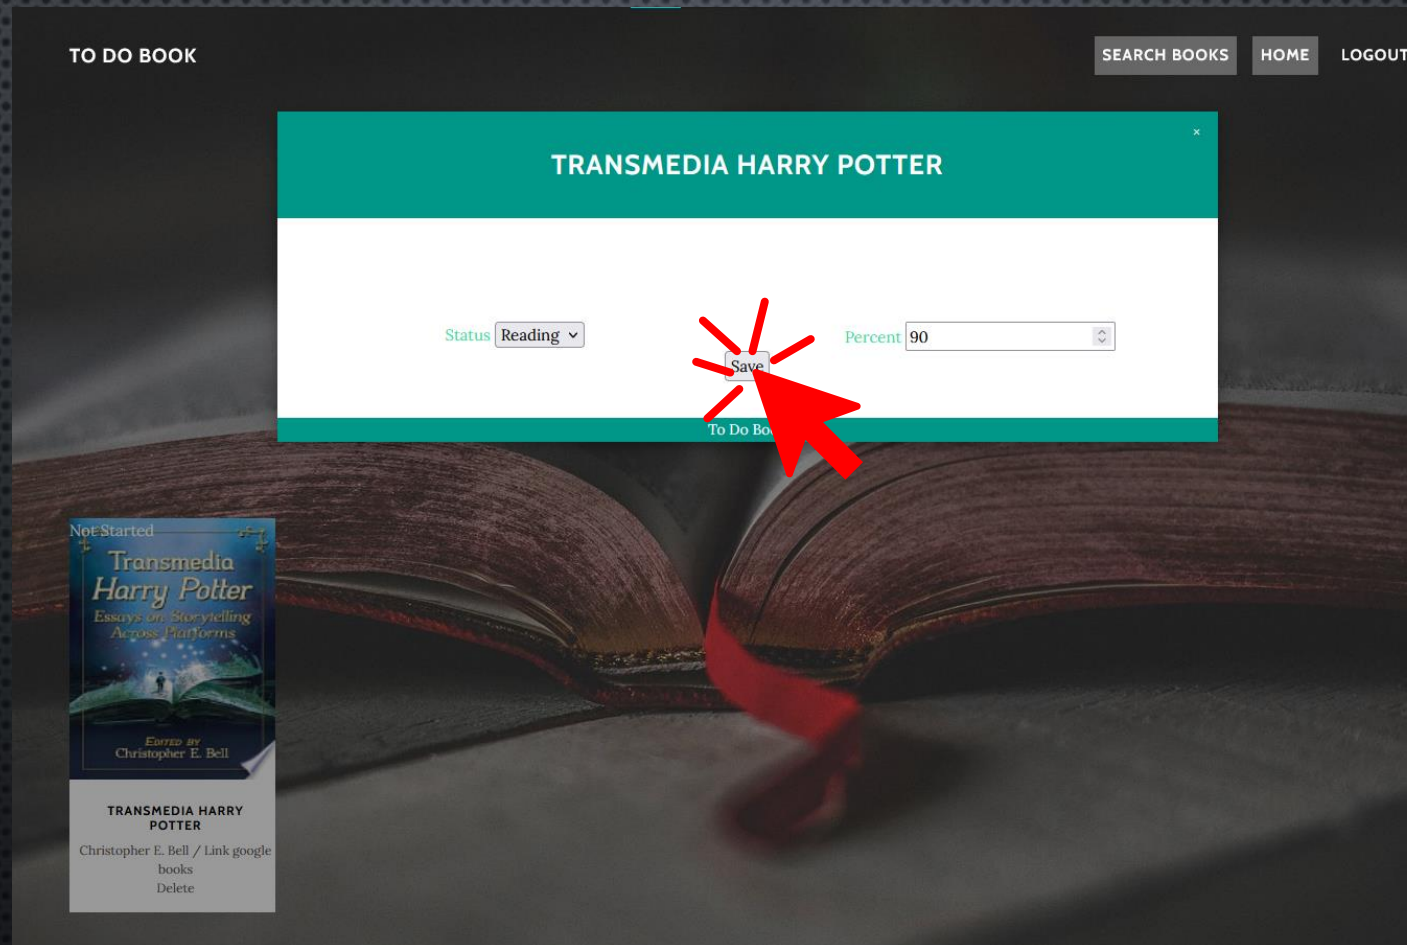 TO DO BOOK
SEARCH BOOKS HOME LOGOUT
×
TRANSMEDIA HARRY POTTER
Status Reading
Percent 90
Save
To Do
Not Started
Transmedia
Harry Potter
Essays on Storytelling
Across Platforms
EDITED BY
Christopher E. Bell
TRANSMEDIA HARRY
POTTER
Christopher E. Bell / Link google
books
Delete